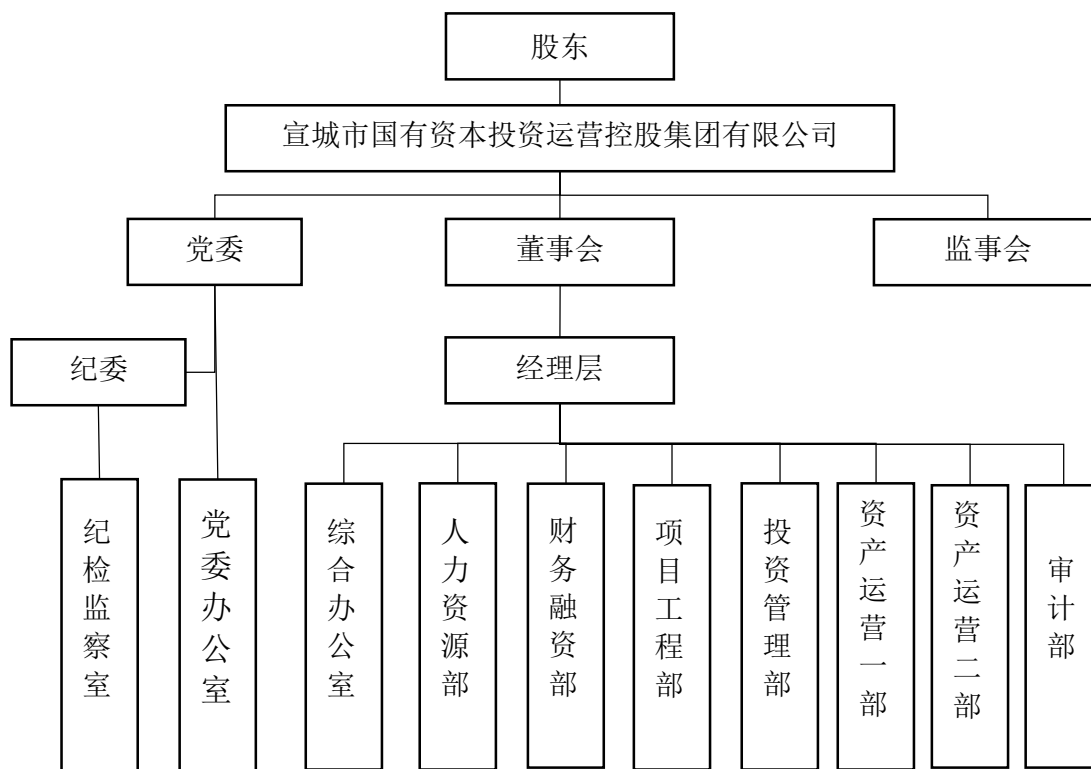 股东
宣城市国有资本投资运营控股集团有限公司
党委
董事会
监事会
纪委
经理层
纪检监察室
党委办公室
综合办公室
人力资源部
财务融资部
项目工程部
投资管理部
资产运营一部
资产运营二部
审计部